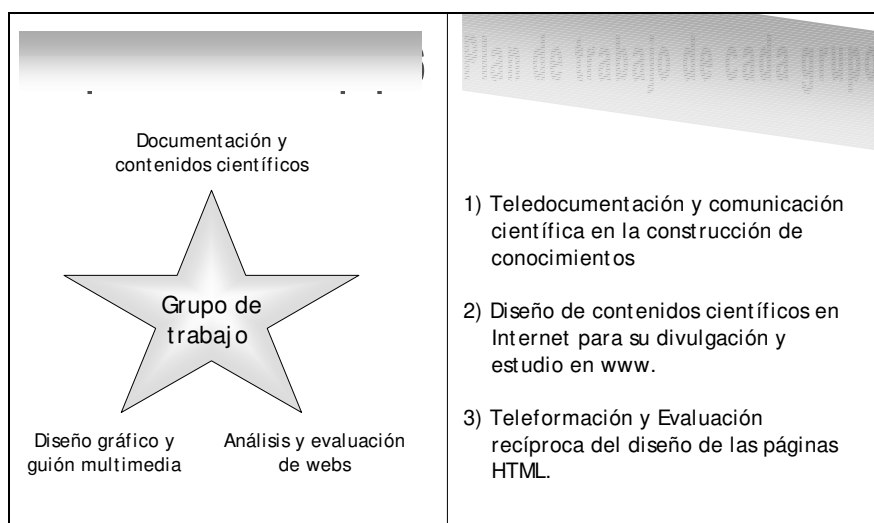 Documentación y
contenidos científicos
Grupo de
trabajo
Diseño gráfico y
guión multimedia
Análisis y evaluación
de webs
Plan de trabajo de cada grupo
1) Teledocumentación y comunicación
científica en la construcción de
conocimientos
2) Diseño de contenidos científicos en
Internet para su divulgación y
estudio en www.
3) Teleformación y Evaluación
recíproca del diseño de las páginas
HTML.